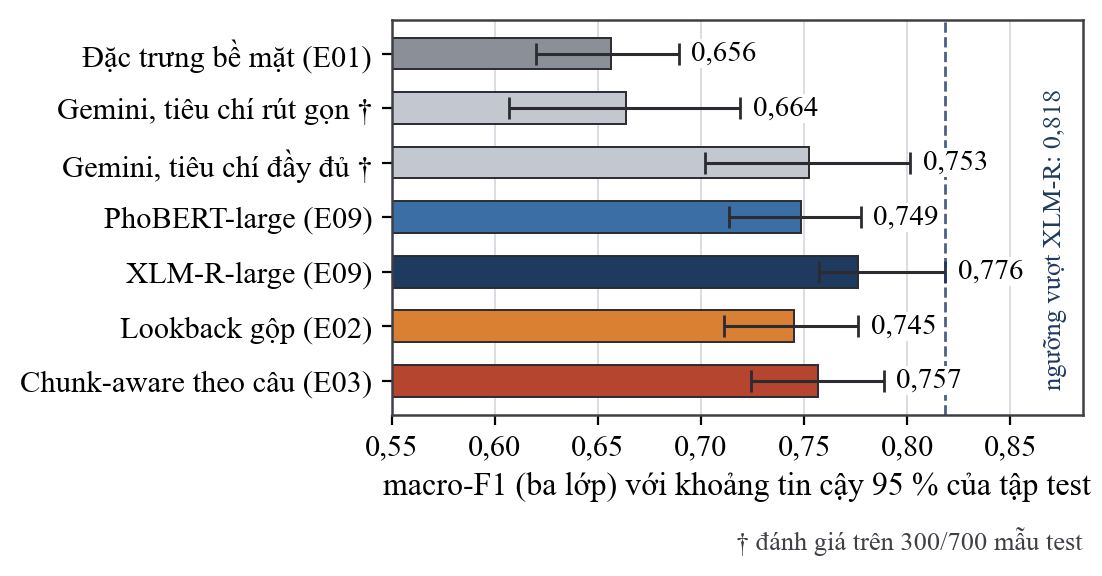 Đặc trưng bề mặt (E01)
0,656
Gemini, tiêu chí rút gọn †
0,664
Gemini, tiêu chí đầy đủ †
0,753
PhoBERT-large (E09)
0,749
XLM-R-large (E09)
0,776
Lookback gộp (E02)
0,745
Chunk-aware theo câu (E03)
0,757
ngưỡng vượt XLM-R: 0,818
0,55 0,60 0,65 0,70 0,75 0,80 0,85
macro-F1 (ba lớp) với khoảng tin cậy 95 % của tập test
† đánh giá trên 300/700 mẫu test